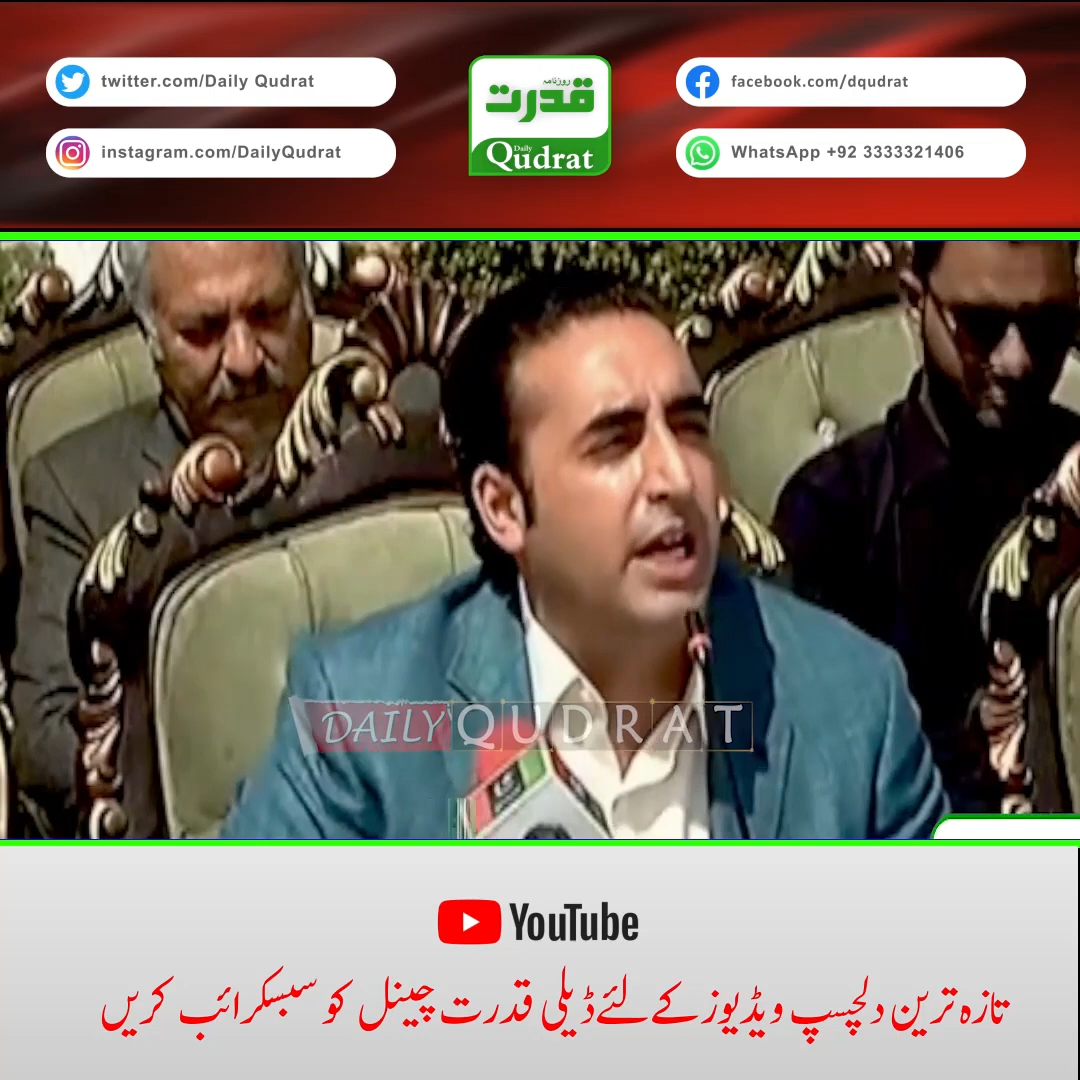 twitter.com/Daily Qudrat
instagram.com/DailyQudrat
روزنامہ
قدرت
Daily
Qudrat
facebook.com/dqudrat
WhatsApp +92 3333321406
DAILY QUDRAT
YouTube
تازہ ترین دلچسپ ویڈیوز کے لئے ڈیلی قدرت چینل کو سبسکرائب کریں